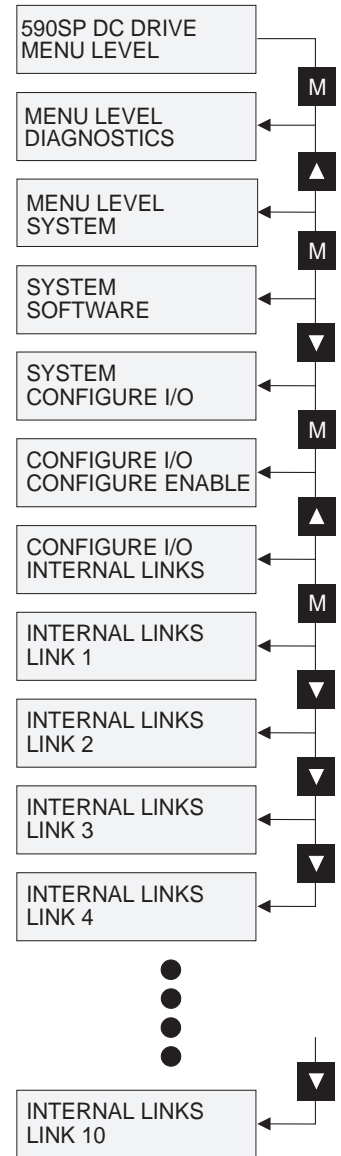 590SP DC DRIVE
MENU LEVEL
M
MENU LEVEL
DIAGNOSTICS
MENU LEVEL
SYSTEM
M
SYSTEM
SOFTWARE
SYSTEM
CONFIGURE I/O
M
CONFIGURE I/O
CONFIGURE ENABLE
CONFIGURE I/O
INTERNAL LINKS
M
INTERNAL LINKS
LINK 1
INTERNAL LINKS
LINK 2
INTERNAL LINKS
LINK 3
INTERNAL LINKS
LINK 4
INTERNAL LINKS
LINK 10